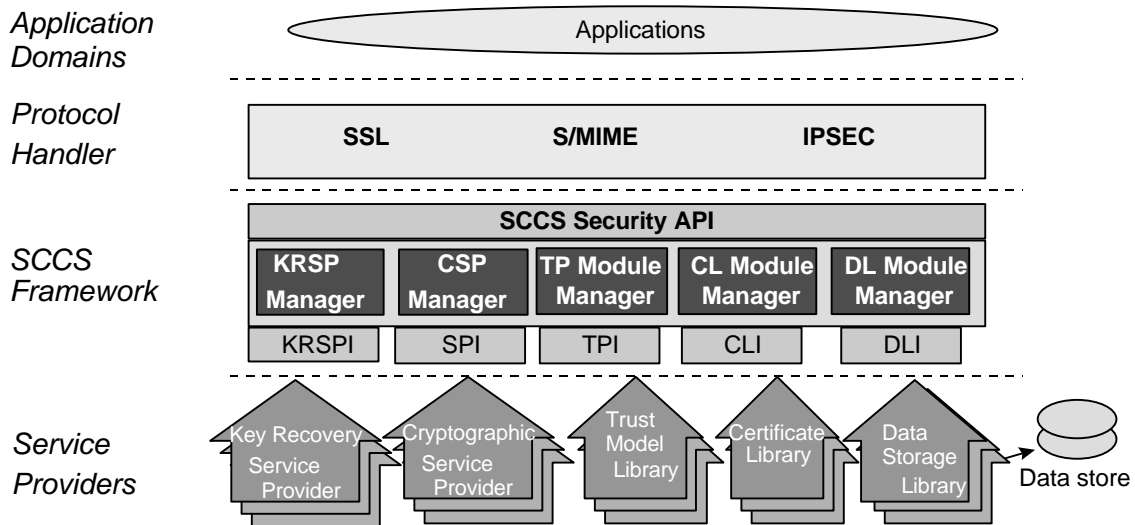 Application
Domains
Applications
Protocol
Handler
SSL S/MIME IPSEC
SCCS
Framework
SCCS Security API
KRSP
Manager
CSP
Manager
TP Module
Manager
CL Module
Manager
DL Module
Manager
KRSPI SPI TPI CLI DLI
Service
Providers
Key Recovery
Service
Provider
Cryptographic
Service
Provider
Trust
Model
Library
Certificate
Library
Data
Storage
Library
Data store